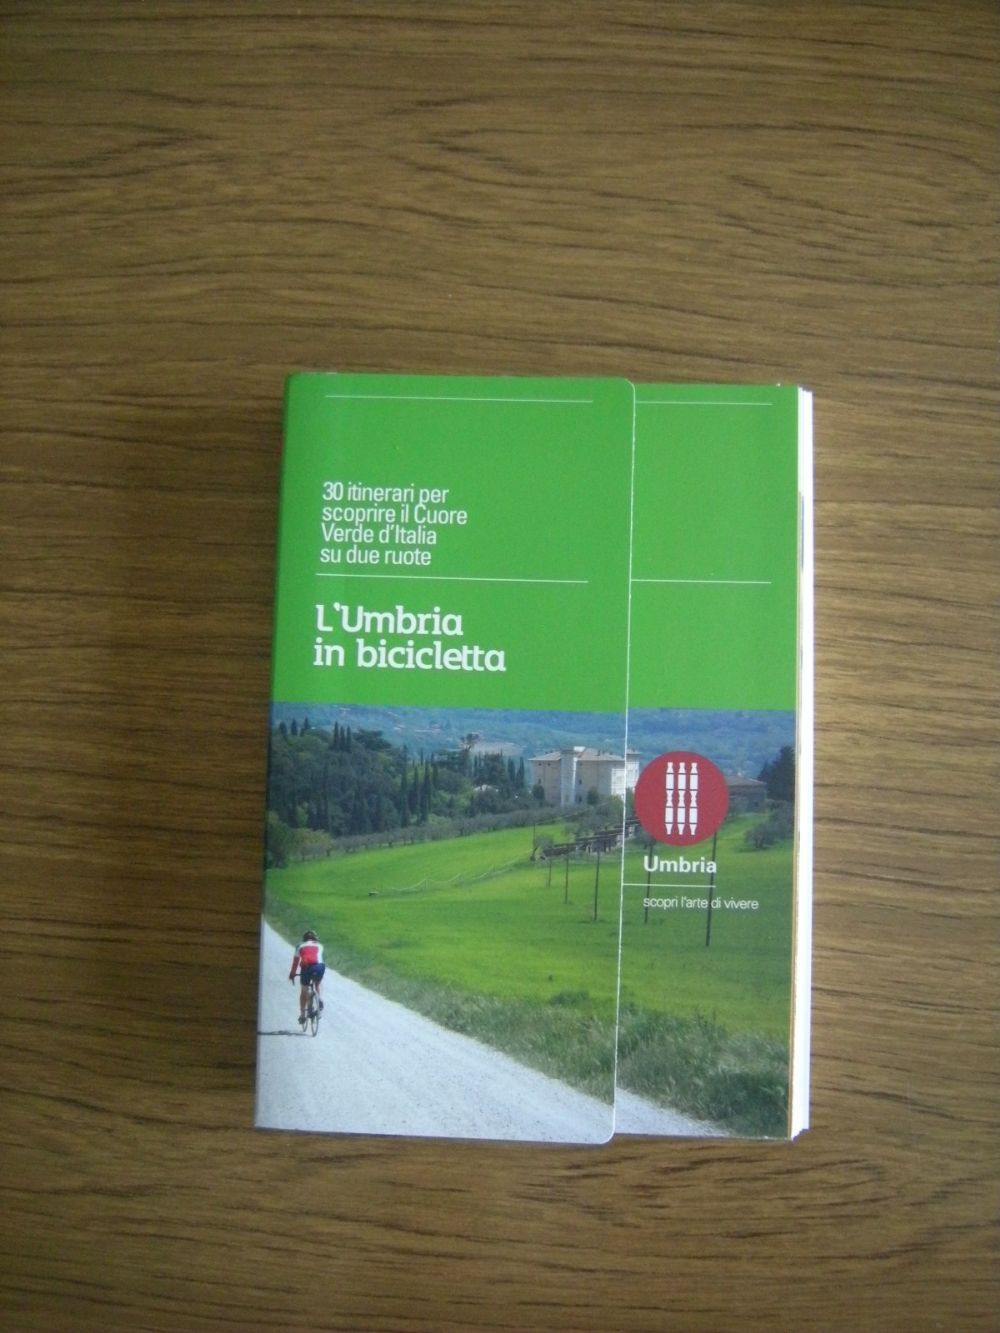 30 itinerari per
scoprire il Cuore
Verde d'Italia
su due ruote
L'Umbria
in bicicletta
Umbria
scopri l'arte di vivere